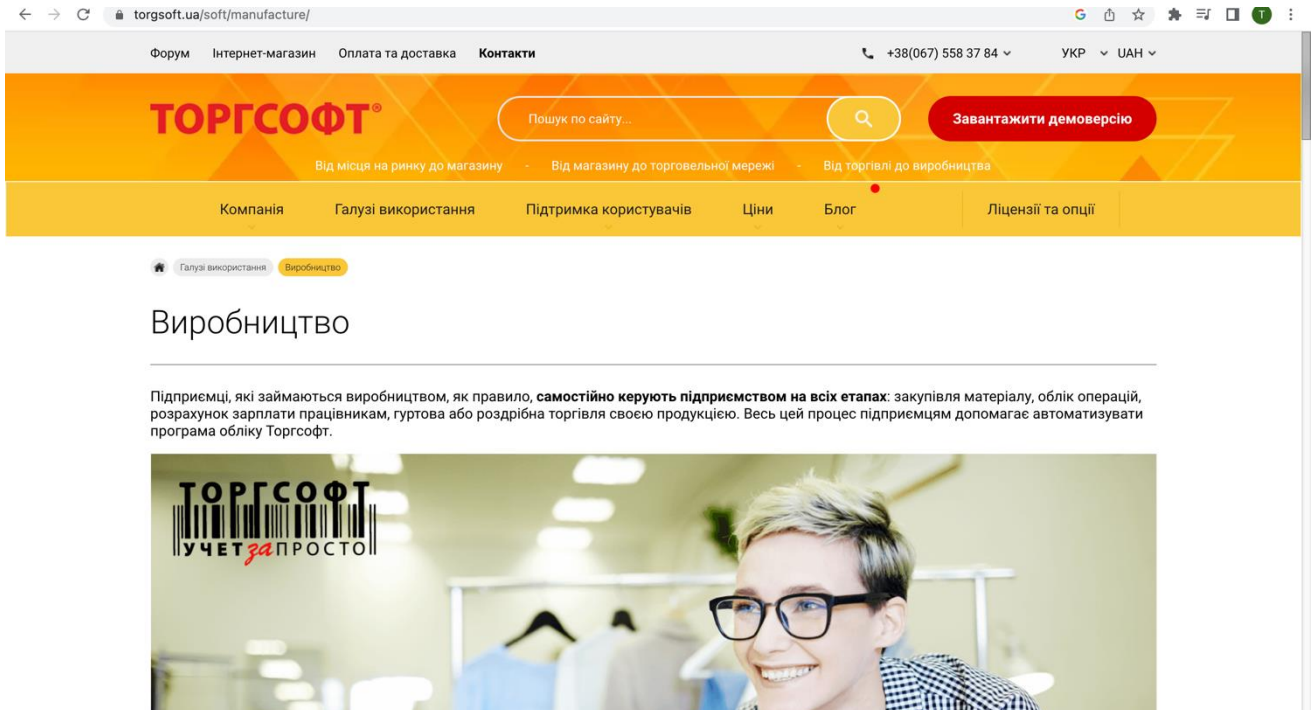 torgsoft.ua/soft/manufacture/
G
T
Форум Інтернет-магазин Оплата та доставка Контакти +38(067) 558 37 84 УКР UAH
ТОРГСОФТ®
Пошук по сайту...
Завантажити демоверсію
Від місця на ринку до магазину - Від магазину до торговельної мережі - Від торгівлі до виробництва
Компанія Галузі використання Підтримка користувачів Ціни Блог Ліцензії та опції
Галузі використання Виробництво
Виробництво
Підприємці, які займаються виробництвом, як правило, самостійно керують підприємством на всіх етапах: закупівля матеріалу, облік операцій,
розрахунок зарплати працівникам, гуртова або роздрібна торгівля своєю продукцією. Весь цей процес підприємцям допомагає автоматизувати
програма обліку Торгсофт.
ТОРГСОФТ
УЧЕТ за ПРОСТО